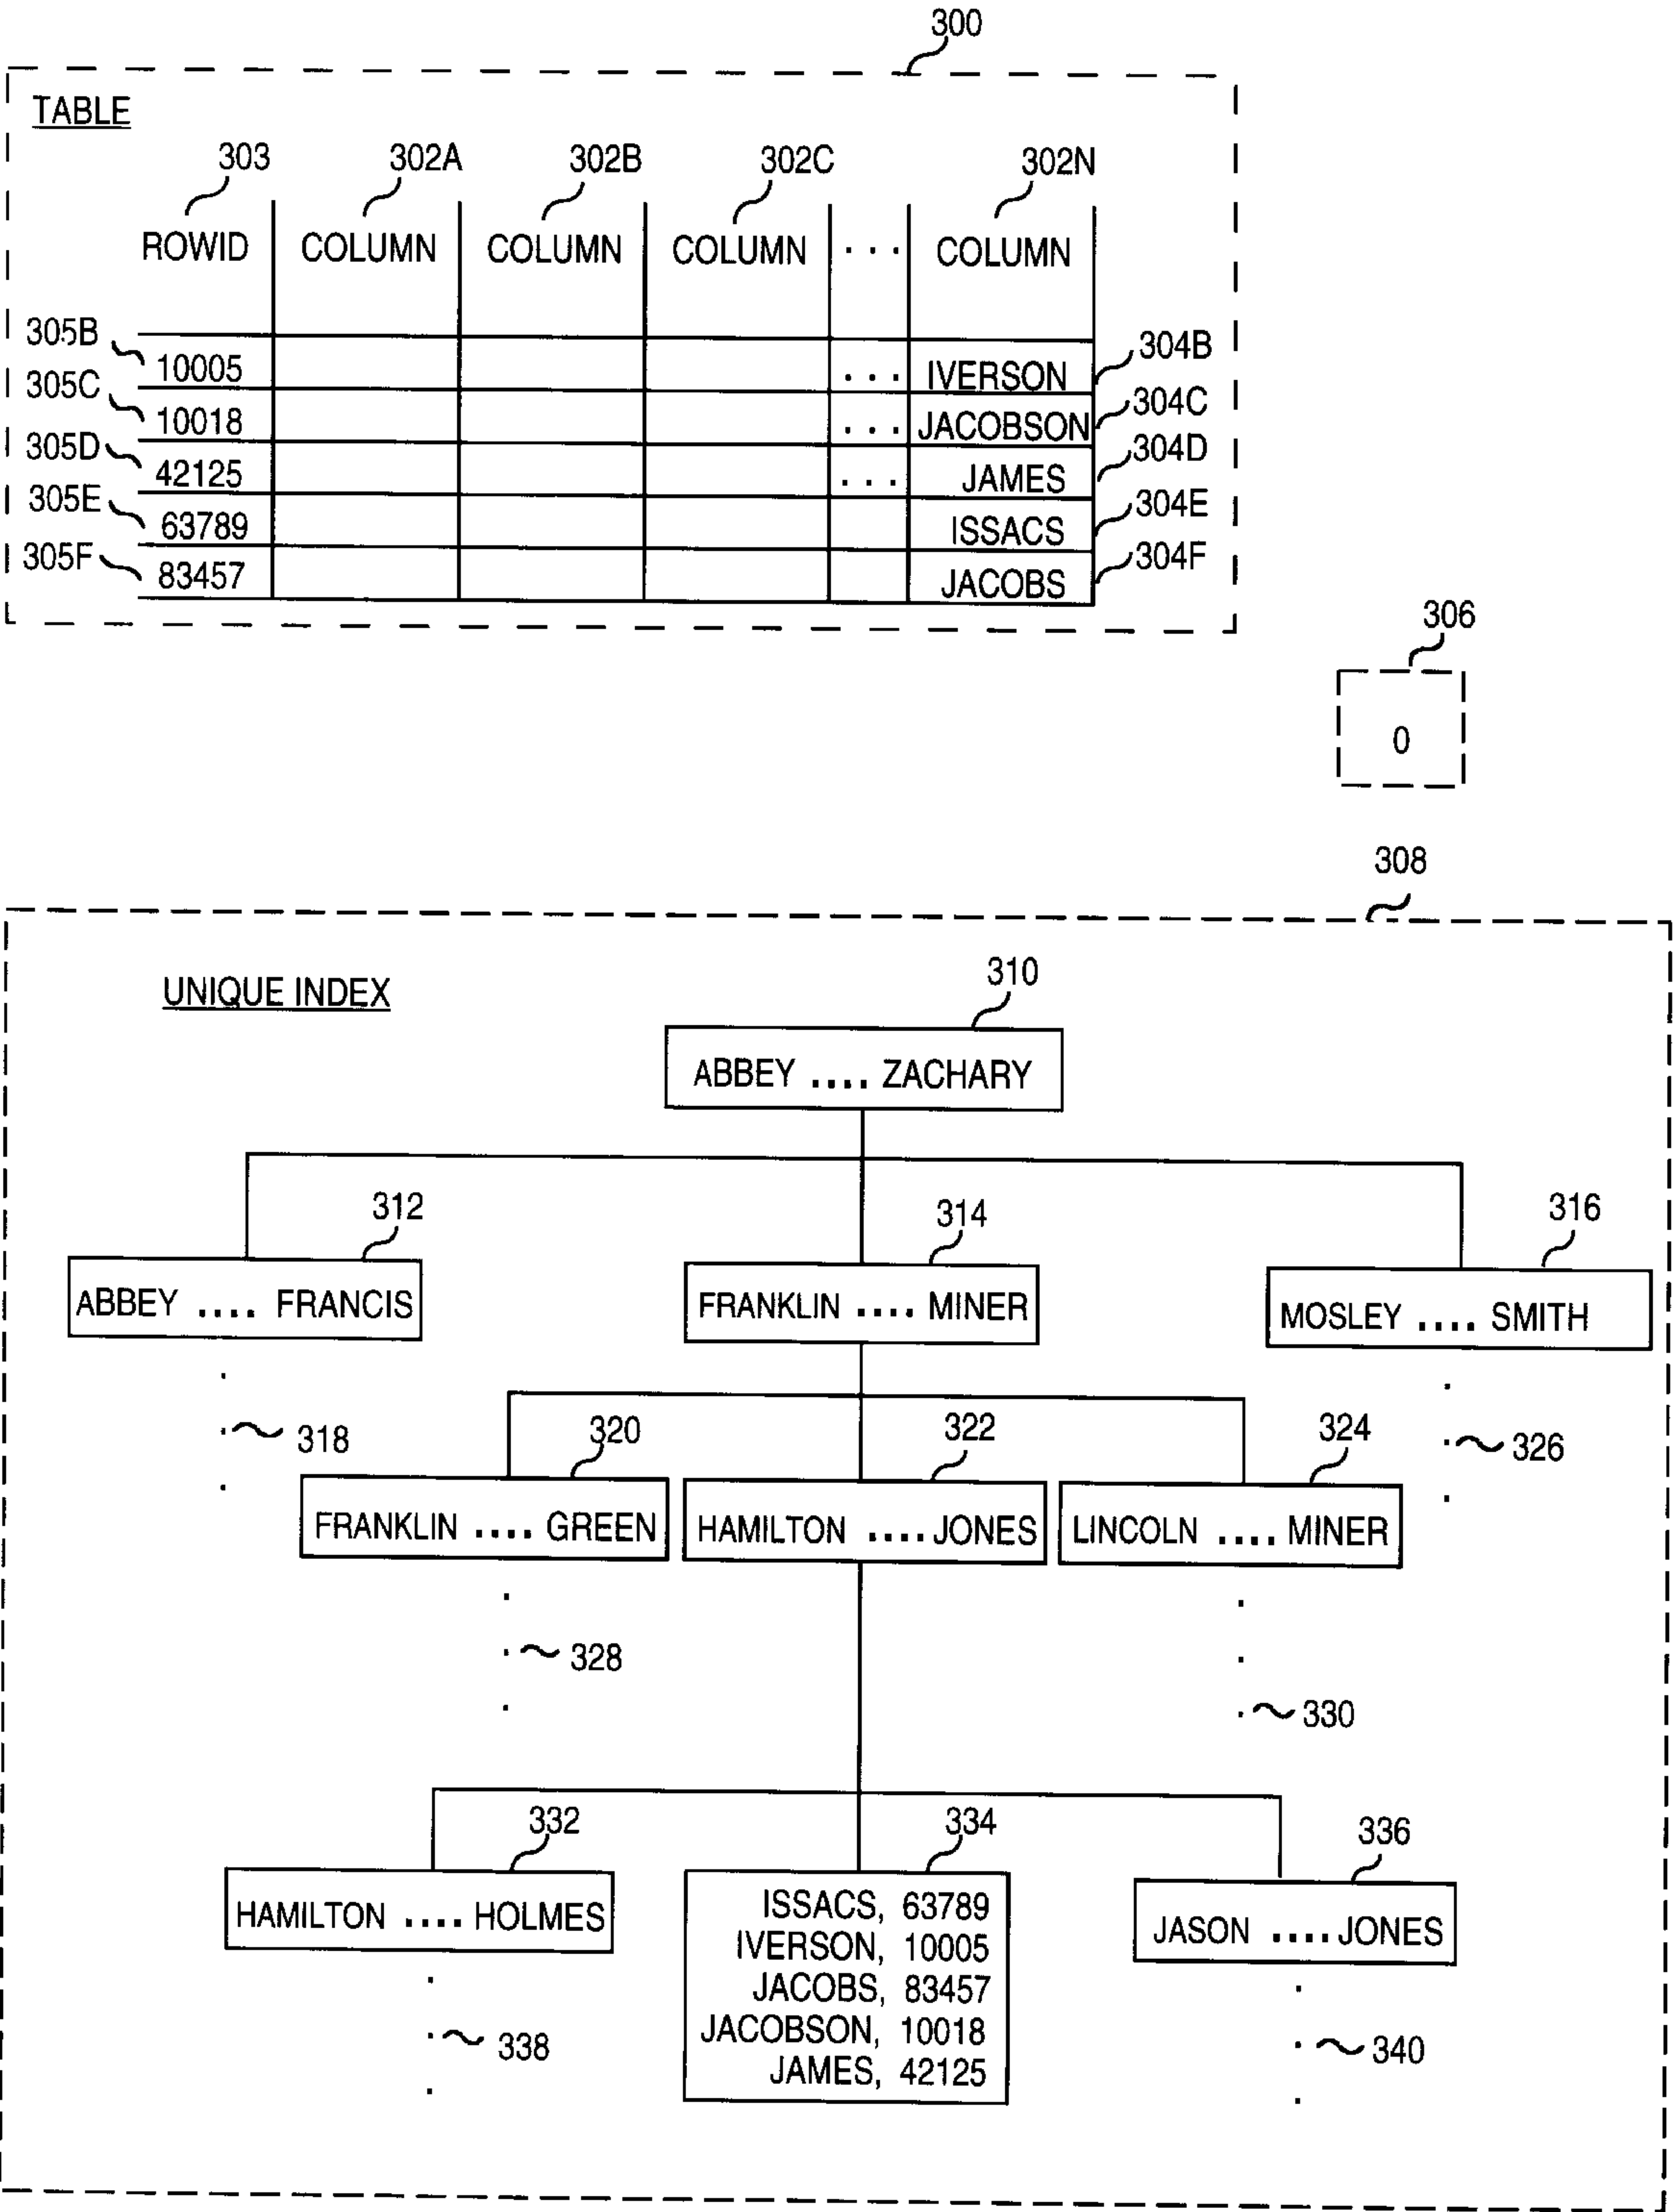 300
TABLE
303 302A 302B 302C 302N
ROWID COLUMN COLUMN COLUMN ... COLUMN
305B 10005 ... IVERSON 304B
305C 10018 ... JACOBSON 304C
305D 42125 ... JAMES 304D
305E 63789 ISSACS 304E
305F 83457 JACOBS 304F
306
0
308
UNIQUE INDEX
310
ABBEY .... ZACHARY
312 314 316
ABBEY .... FRANCIS FRANKLIN .... MINER MOSLEY .... SMITH
318 320 322 324 326
FRANKLIN .... GREEN HAMILTON .... JONES LINCOLN .... MINER
328 330
332 334 336
HAMILTON .... HOLMES
ISSACS, 63789
IVERSON, 10005
JACOBS, 83457
JACOBSON, 10018
JAMES, 42125
JASON .... JONES
338 340